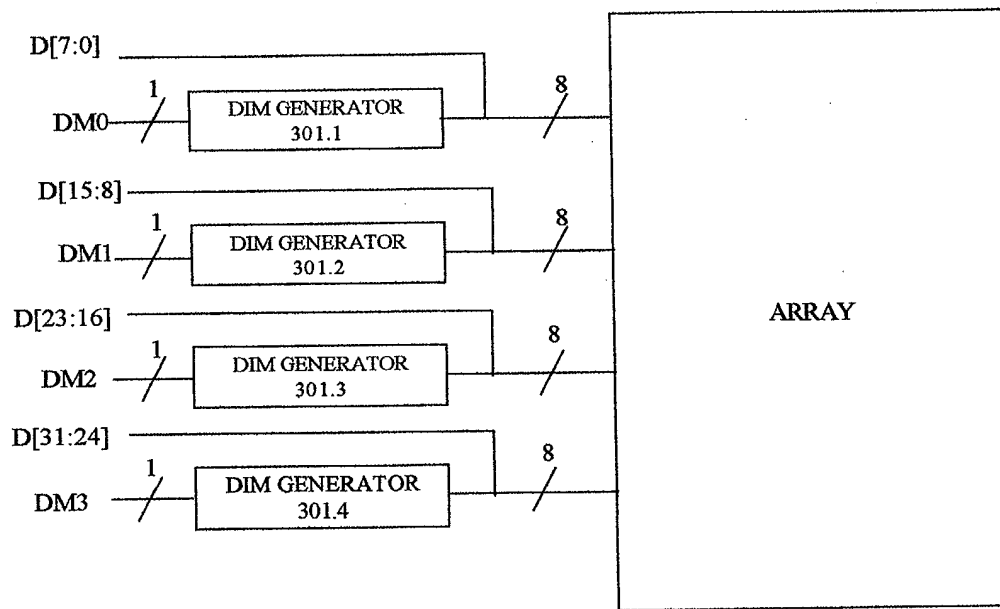 D[7:0]
1
8
DM0
DIM GENERATOR
301.1
D[15:8]
1
8
DM1
DIM GENERATOR
301.2
ARRAY
D[23:16]
1
8
DM2
DIM GENERATOR
301.3
D[31:24]
1
8
DM3
DIM GENERATOR
301.4